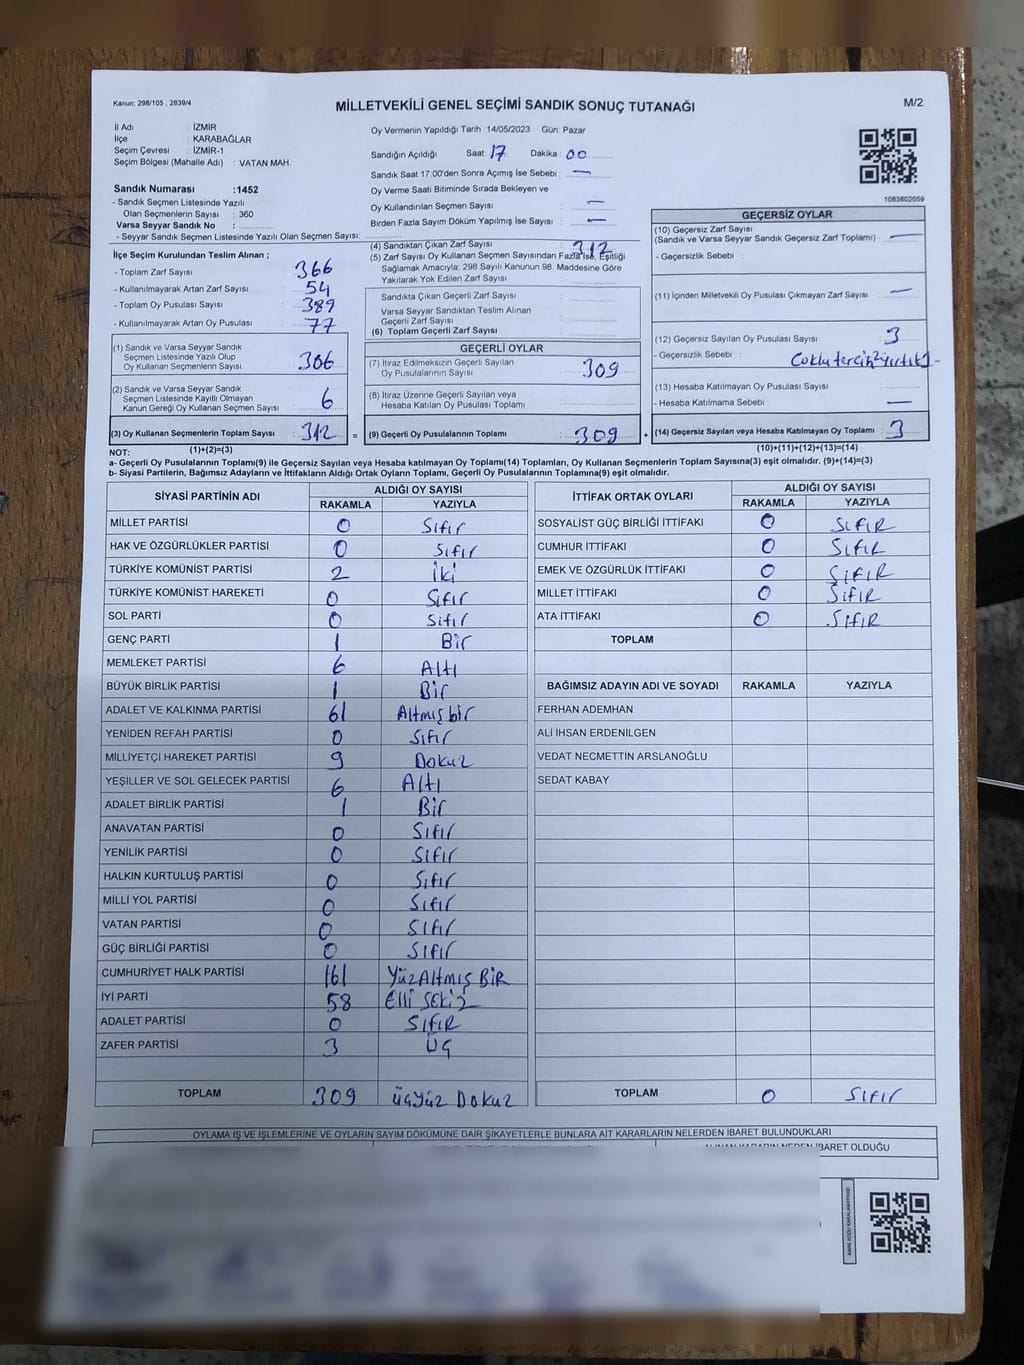 Kanun: 298/105 , 2839/4
MİLLETVEKİLİ GENEL SEÇİMİ SANDIK SONUÇ TUTANAĞI
M/2
İl Adı : İZMİR
İlçe : KARABAĞLAR
Seçim Çevresi : İZMİR-1
Seçim Bölgesi (Mahalle Adı) : VATAN MAH.
Sandık Numarası :1452
- Sandık Seçmen Listesinde Yazılı
Olan Seçmenlerin Sayısı : 360
Varsa Seyyar Sandık No :
- Seyyar Sandık Seçmen Listesinde Yazılı Olan Seçmen Sayısı:
Oy Vermenin Yapıldığı Tarih :14/05/2023 Gün: Pazar
Sandığın Açıldığı Saat: 17 Dakika : 00
Sandık Saat 17:00'den Sonra Açımış İse Sebebi : —
Oy Verme Saati Bitiminde Sırada Bekleyen ve
Oy Kullandırılan Seçmen Sayısı : —
Birden Fazla Sayım Döküm Yapılmış İse Sayısı : —
1083802059
İlçe Seçim Kurulundan Teslim Alınan ;
- Toplam Zarf Sayısı : 366
- Kullanılmayarak Artan Zarf Sayısı : 54
- Toplam Oy Pusulası Sayısı : 389
- Kullanılmayarak Artan Oy Pusulası : 77
(1) Sandık ve Varsa Seyyar Sandık
Seçmen Listesinde Yazılı Olup
Oy Kullanan Seçmenlerin Sayısı : 306
(2) Sandık ve Varsa Seyyar Sandık
Seçmen Listesinde Kayıtlı Olmayan
Kanun Gereği Oy Kullanan Seçmen Sayısı : 6
(3) Oy Kullanan Seçmenlerin Toplam Sayısı : 312
(4) Sandıktan Çıkan Zarf Sayısı : 312
(5) Zarf Sayısı Oy Kullanan Seçmen Sayısından Fazla ise, Eşitliği
Sağlamak Amacıyla, 298 Sayılı Kanunun 98. Maddesine Göre
Yakılarak Yok Edilen Zarf Sayısı :
Sandıkta Çıkan Geçerli Zarf Sayısı :
Varsa Seyyar Sandıktan Teslim Alınan
Geçerli Zarf Sayısı :
(6) Toplam Geçerli Zarf Sayısı :
GEÇERLİ OYLAR
(7) İtiraz Edilmeksizin Geçerli Sayılan
Oy Pusulalarının Sayısı : 309
(8) İtiraz Üzerine Geçerli Sayılan veya
Hesaba Katılan Oy Pusulası Toplamı :
= (9) Geçerli Oy Pusulalarının Toplamı : 309 +
GEÇERSİZ OYLAR
(10) Geçersiz Zarf Sayısı
(Sandık ve Varsa Seyyar Sandık Geçersiz Zarf Toplamı) : —
- Geçersizlik Sebebi :
(11) İçinden Milletvekili Oy Pusulası Çıkmayan Zarf Sayısı : —
(12) Geçersiz Sayılan Oy Pusulası Sayısı : 3
- Geçersizlik Sebebi : Çoklu tercih2 yırtık1
(13) Hesaba Katılmayan Oy Pusulası Sayısı :
- Hesaba Katılmama Sebebi : —
(14) Geçersiz Sayılan veya Hesaba Katılmayan Oy Toplamı : 3
NOT: (1)+(2)=(3)
(10)+(11)+(12)+(13)=(14)
a- Geçerli Oy Pusulalarının Toplamı(9) ile Geçersiz Sayılan veya Hesaba katılmayan Oy Toplamı(14) Toplamları, Oy Kullanan Seçmenlerin Toplam Sayısına(3) eşit olmalıdır. (9)+(14)=(3)
b- Siyasi Partilerin, Bağımsız Adayların ve İttifakların Aldığı Ortak Oyların Toplamı, Geçerli Oy Pusulalarının Toplamına(9) eşit olmalıdır.
SİYASİ PARTİNİN ADI ALDIĞI OY SAYISI
RAKAMLA YAZIYLA
MİLLET PARTİSİ 0 Sıfır
HAK VE ÖZGÜRLÜKLER PARTİSİ 0 Sıfır
TÜRKİYE KOMÜNİST PARTİSİ 2 İki
TÜRKİYE KOMÜNİST HAREKETİ 0 Sıfır
SOL PARTİ 0 Sıfır
GENÇ PARTİ 1 Bir
MEMLEKET PARTİSİ 6 Altı
BÜYÜK BİRLİK PARTİSİ 1 Bir
ADALET VE KALKINMA PARTİSİ 61 Altmış bir
YENİDEN REFAH PARTİSİ 0 Sıfır
MİLLİYETÇİ HAREKET PARTİSİ 9 Dokuz
YEŞİLLER VE SOL GELECEK PARTİSİ 6 Altı
ADALET BİRLİK PARTİSİ 1 Bir
ANAVATAN PARTİSİ 0 Sıfır
YENİLİK PARTİSİ 0 Sıfır
HALKIN KURTULUŞ PARTİSİ 0 Sıfır
MİLLİ YOL PARTİSİ 0 Sıfır
VATAN PARTİSİ 0 Sıfır
GÜÇ BİRLİĞİ PARTİSİ 0 Sıfır
CUMHURİYET HALK PARTİSİ 161 YüzAltmış BİR
İYİ PARTİ 58 Elli SEKİZ
ADALET PARTİSİ 0 SIFIR
ZAFER PARTİSİ 3 ÜÇ
TOPLAM 309 üçyüz Dokuz
İTTİFAK ORTAK OYLARI ALDIĞI OY SAYISI
RAKAMLA YAZIYLA
SOSYALİST GÜÇ BİRLİĞİ İTTİFAKI 0 SIFIR
CUMHUR İTTİFAKI 0 SIFIR
EMEK VE ÖZGÜRLÜK İTTİFAKI 0 SIFIR
MİLLET İTTİFAKI 0 SIFIR
ATA İTTİFAKI 0 SIFIR
TOPLAM
BAĞIMSIZ ADAYIN ADI VE SOYADI RAKAMLA YAZIYLA
FERHAN ADEMHAN
ALİ İHSAN ERDENİLGEN
VEDAT NECMETTİN ARSLANOĞLU
SEDAT KABAY
TOPLAM 0 Sıfır
OYLAMA İŞ VE İŞLEMLERİNE VE OYLARIN SAYIM DÖKÜMÜNE DAİR ŞİKAYETLERLE BUNLARA AİT KARARLARIN NELERDEN İBARET BULUNDUKLARI
ALINAN KARARIN NEDEN İBARET OLDUĞU
KARE KODU KARALAMAYINIZ!